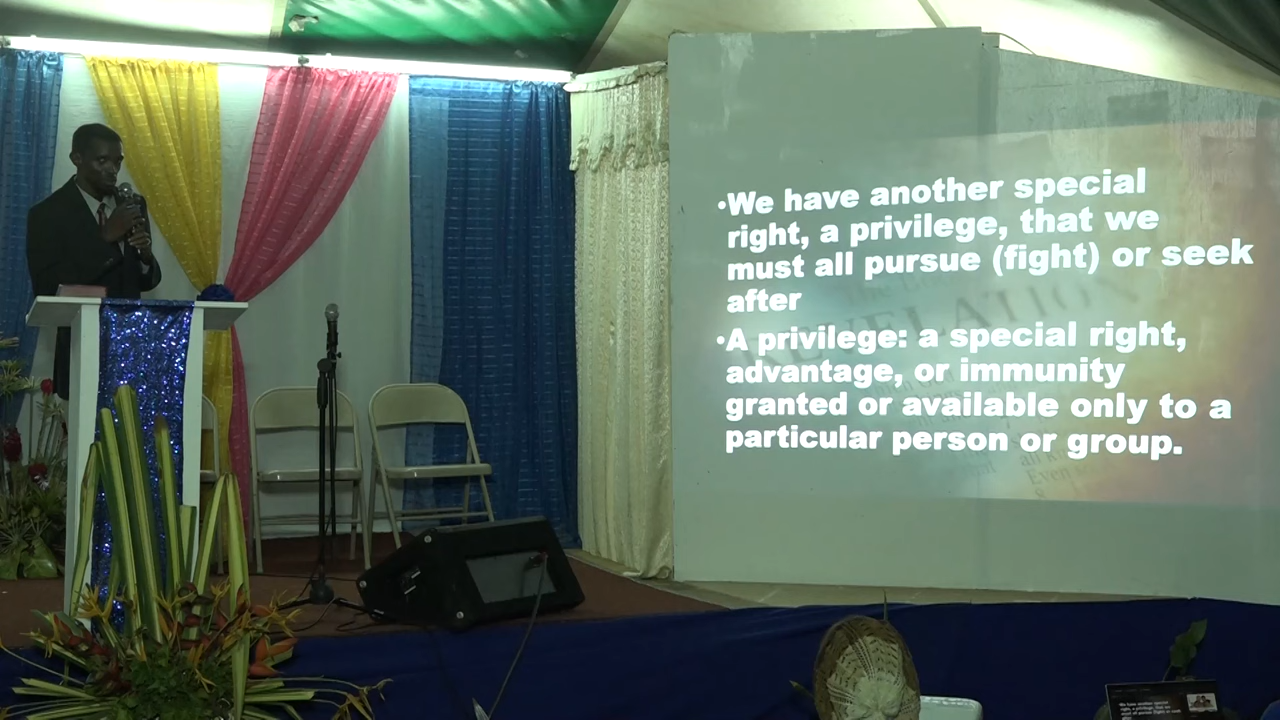 •We have another special
right, a privilege, that we
must all pursue (fight) or seek
after
REVELATION
•A privilege: a special right,
advantage, or immunity
granted or available only to a
particular person or group.